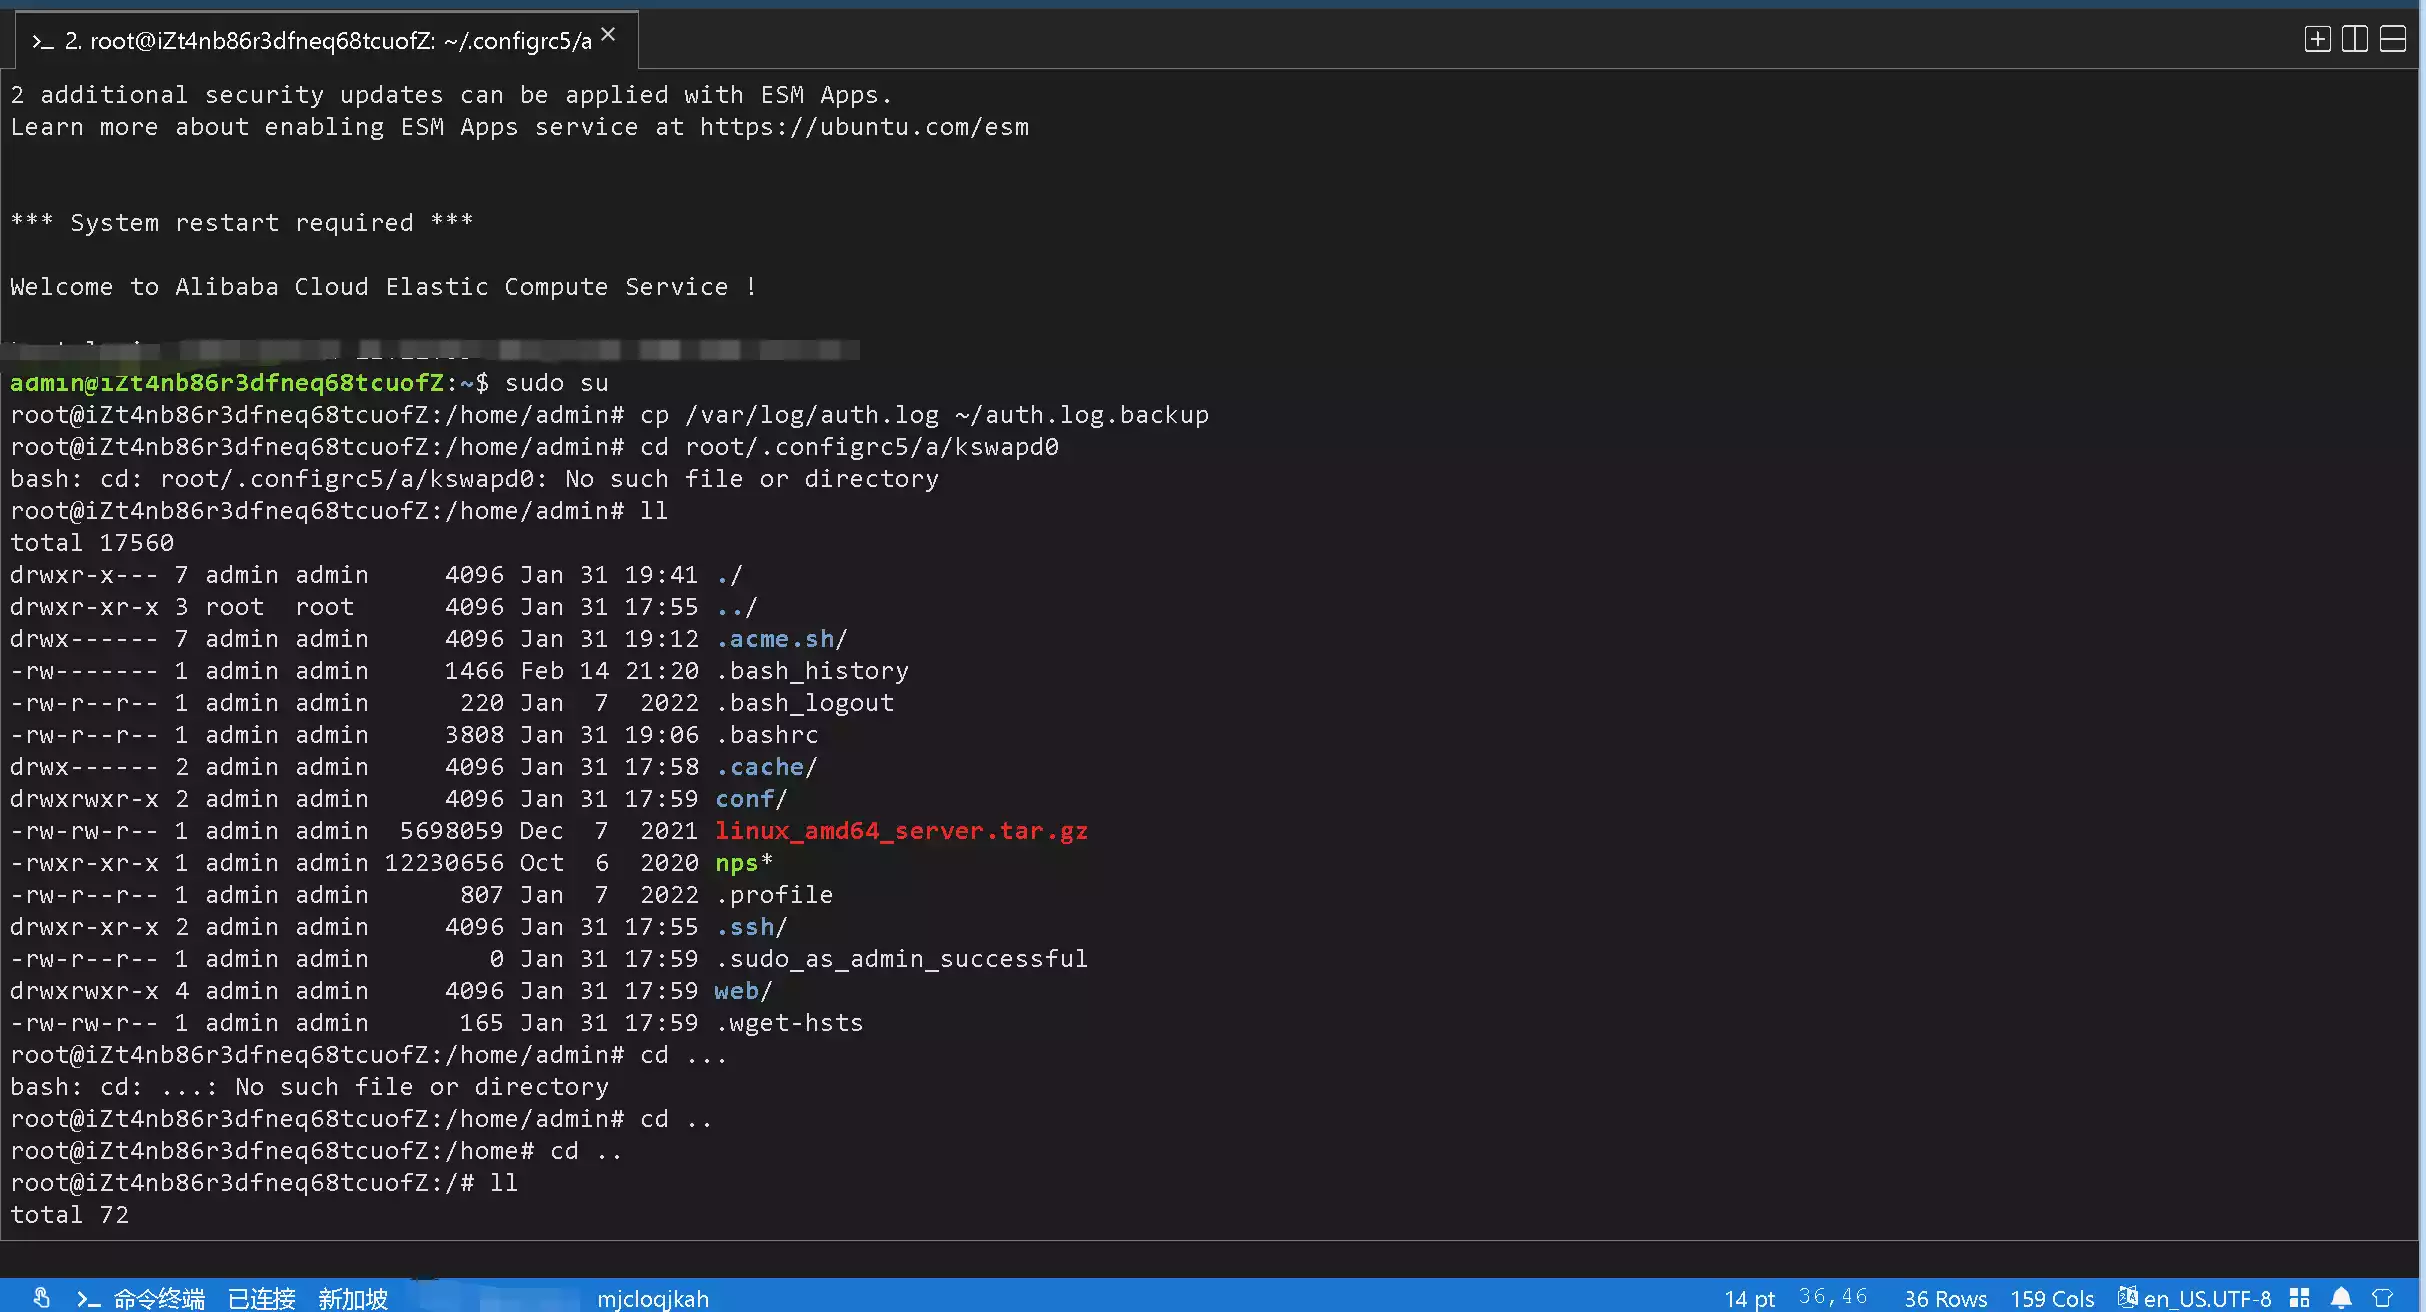 2. root@iZt4nb86r3dfneq68tcuofZ: ~/.configrc5/a
2 additional security updates can be applied with ESM Apps.
Learn more about enabling ESM Apps service at https://ubuntu.com/esm
*** System restart required ***
Welcome to Alibaba Cloud Elastic Compute Service !
admin@iZt4nb86r3dfneq68tcuofZ:~$ sudo su
root@iZt4nb86r3dfneq68tcuofZ:/home/admin# cp /var/log/auth.log ~/auth.log.backup
root@iZt4nb86r3dfneq68tcuofZ:/home/admin# cd root/.configrc5/a/kswapd0
bash: cd: root/.configrc5/a/kswapd0: No such file or directory
root@iZt4nb86r3dfneq68tcuofZ:/home/admin# ll
total 17560
drwxr-x--- 7 admin admin     4096 Jan 31 19:41 ./
drwxr-xr-x 3 root  root      4096 Jan 31 17:55 ../
drwx------ 7 admin admin     4096 Jan 31 19:12 .acme.sh/
-rw------- 1 admin admin     1466 Feb 14 21:20 .bash_history
-rw-r--r-- 1 admin admin      220 Jan  7  2022 .bash_logout
-rw-r--r-- 1 admin admin     3808 Jan 31 19:06 .bashrc
drwx------ 2 admin admin     4096 Jan 31 17:58 .cache/
drwxrwxr-x 2 admin admin     4096 Jan 31 17:59 conf/
-rw-rw-r-- 1 admin admin  5698059 Dec  7  2021 linux_amd64_server.tar.gz
-rwxr-xr-x 1 admin admin 12230656 Oct  6  2020 nps*
-rw-r--r-- 1 admin admin      807 Jan  7  2022 .profile
drwxr-xr-x 2 admin admin     4096 Jan 31 17:55 .ssh/
-rw-r--r-- 1 admin admin        0 Jan 31 17:59 .sudo_as_admin_successful
drwxrwxr-x 4 admin admin     4096 Jan 31 17:59 web/
-rw-rw-r-- 1 admin admin      165 Jan 31 17:59 .wget-hsts
root@iZt4nb86r3dfneq68tcuofZ:/home/admin# cd ...
bash: cd: ...: No such file or directory
root@iZt4nb86r3dfneq68tcuofZ:/home/admin# cd ..
root@iZt4nb86r3dfneq68tcuofZ:/home# cd ..
root@iZt4nb86r3dfneq68tcuofZ:/# ll
total 72
命令终端 已连接 新加坡 mjcloqjkah 14 pt 36,46 36 Rows 159 Cols en_US.UTF-8